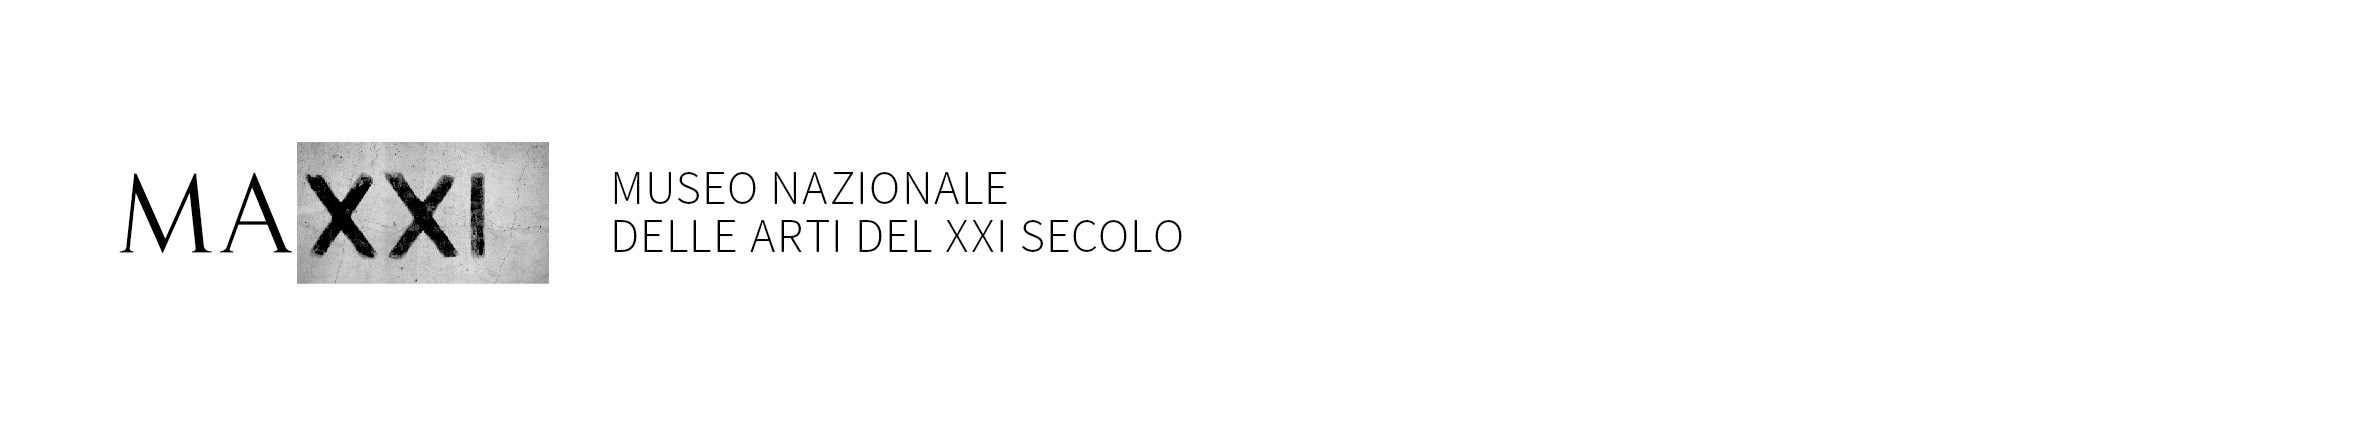 MAXXI
MUSEO NAZIONALE
DELLE ARTI DEL XXI SECOLO